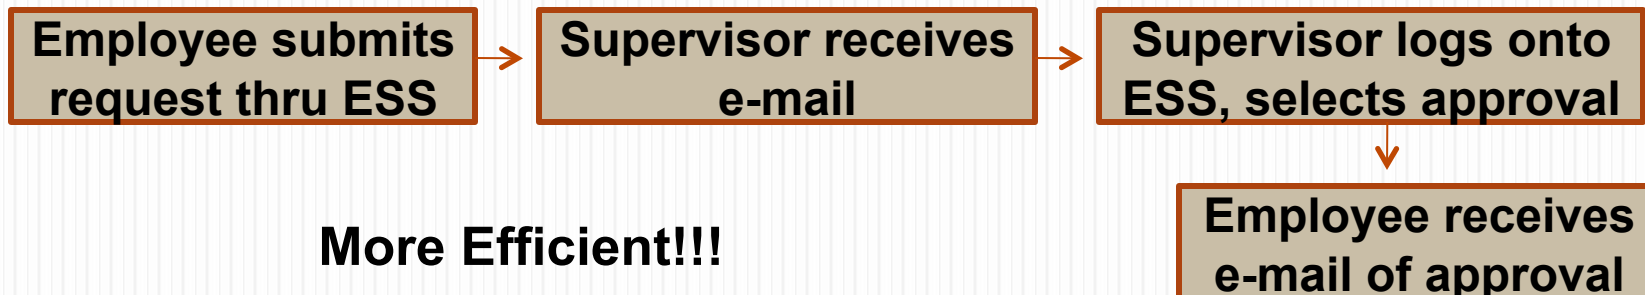 Employee submits
request thru ESS
Supervisor receives
e-mail
Supervisor logs onto
ESS, selects approval
More Efficient!!!
Employee receives
e-mail of approval